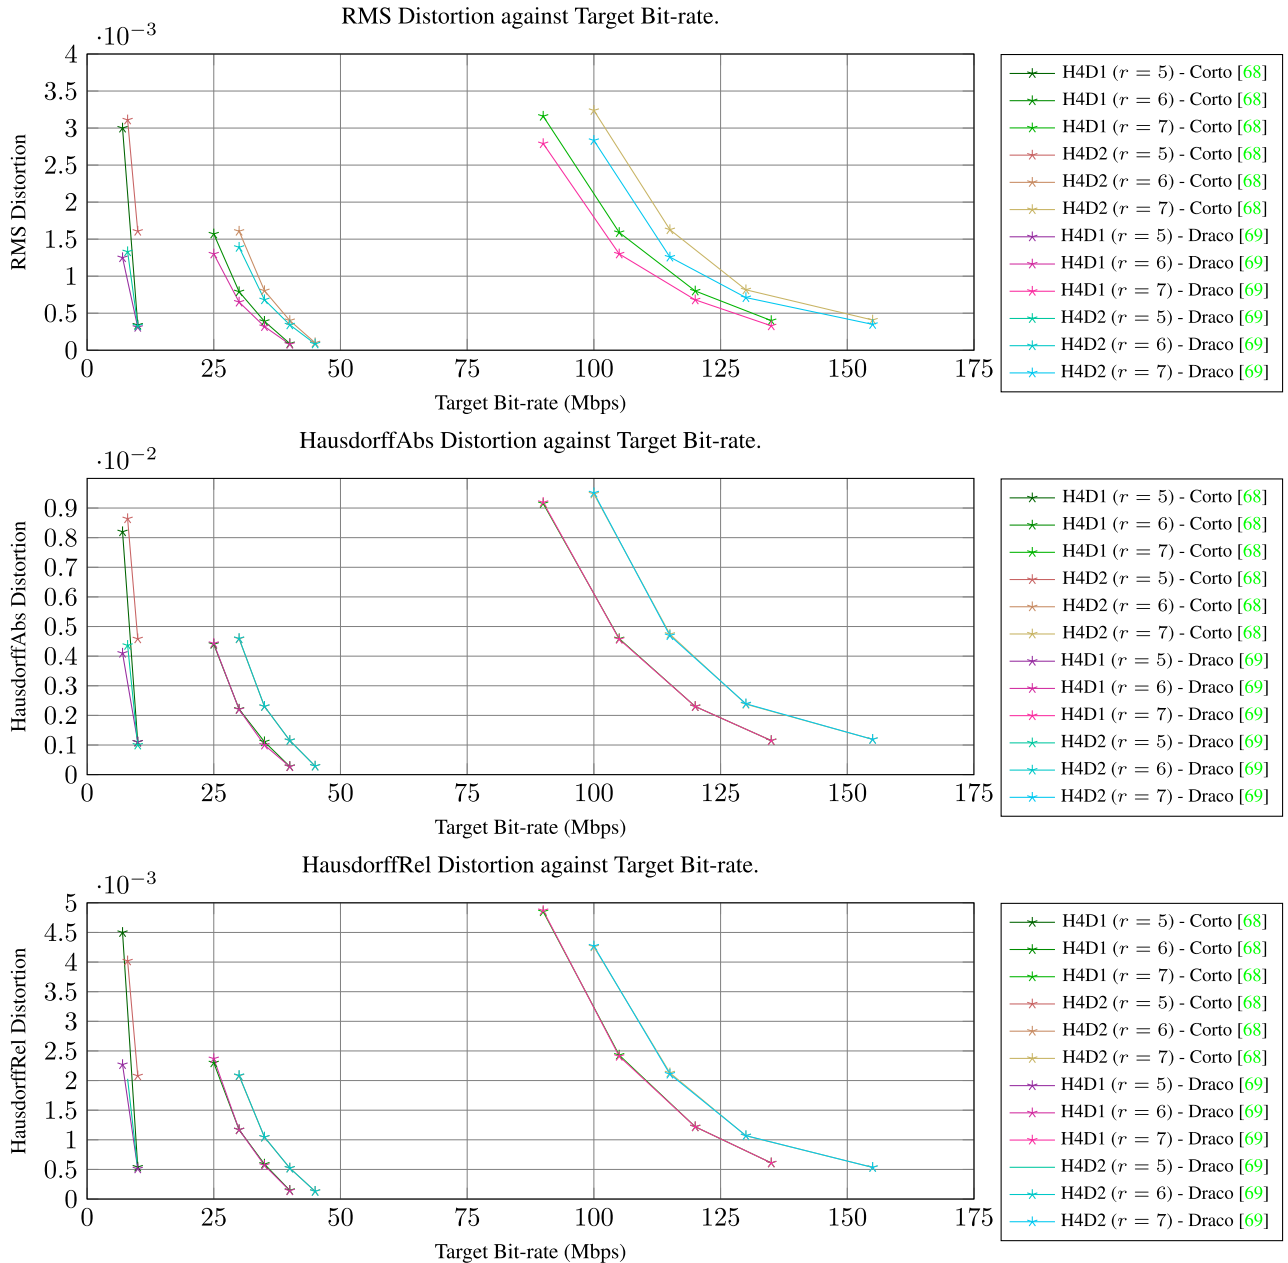 RMS Distortion against Target Bit-rate.
·10−3
4
3.5
3
2.5
2
1.5
1
0.5
0
RMS Distortion
0 25 50 75 100 125 150 175
Target Bit-rate (Mbps)
H4D1 (r = 5) - Corto [68]
H4D1 (r = 6) - Corto [68]
H4D1 (r = 7) - Corto [68]
H4D2 (r = 5) - Corto [68]
H4D2 (r = 6) - Corto [68]
H4D2 (r = 7) - Corto [68]
H4D1 (r = 5) - Draco [69]
H4D1 (r = 6) - Draco [69]
H4D1 (r = 7) - Draco [69]
H4D2 (r = 5) - Draco [69]
H4D2 (r = 6) - Draco [69]
H4D2 (r = 7) - Draco [69]
HausdorffAbs Distortion against Target Bit-rate.
·10−2
0.9
0.8
0.7
0.6
0.5
0.4
0.3
0.2
0.1
0
HausdorffAbs Distortion
0 25 50 75 100 125 150 175
Target Bit-rate (Mbps)
H4D1 (r = 5) - Corto [68]
H4D1 (r = 6) - Corto [68]
H4D1 (r = 7) - Corto [68]
H4D2 (r = 5) - Corto [68]
H4D2 (r = 6) - Corto [68]
H4D2 (r = 7) - Corto [68]
H4D1 (r = 5) - Draco [69]
H4D1 (r = 6) - Draco [69]
H4D1 (r = 7) - Draco [69]
H4D2 (r = 5) - Draco [69]
H4D2 (r = 6) - Draco [69]
H4D2 (r = 7) - Draco [69]
HausdorffRel Distortion against Target Bit-rate.
·10−3
5
4.5
4
3.5
3
2.5
2
1.5
1
0.5
0
HausdorffRel Distortion
0 25 50 75 100 125 150 175
Target Bit-rate (Mbps)
H4D1 (r = 5) - Corto [68]
H4D1 (r = 6) - Corto [68]
H4D1 (r = 7) - Corto [68]
H4D2 (r = 5) - Corto [68]
H4D2 (r = 6) - Corto [68]
H4D2 (r = 7) - Corto [68]
H4D1 (r = 5) - Draco [69]
H4D1 (r = 6) - Draco [69]
H4D1 (r = 7) - Draco [69]
H4D2 (r = 5) - Draco [69]
H4D2 (r = 6) - Draco [69]
H4D2 (r = 7) - Draco [69]